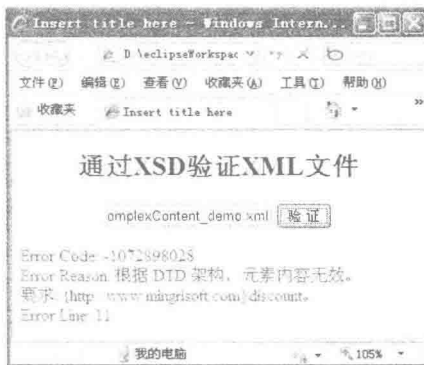 Insert title here - Windows Intern...
D \eclipseWorkspac
文件(F) 编辑(E) 查看(V) 收藏夹(A) 工具(T) 帮助(H)
收藏夹 Insert title here »
通过XSD验证XML文件
omplexContent_demo.xml 验 证
Error Code: -1072898028
Error Reason: 根据 DTD 架构，元素内容无效。
要求: {http www.mingrisoft.com}discount。
Error Line: 11
我的电脑 105%